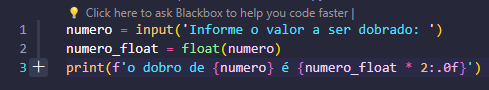 Click here to ask Blackbox to help you code faster |
1 numero = input('Informe o valor a ser dobrado: ')
2 numero_float = float(numero)
3 print(f'o dobro de {numero} é {numero_float * 2:.0f}')